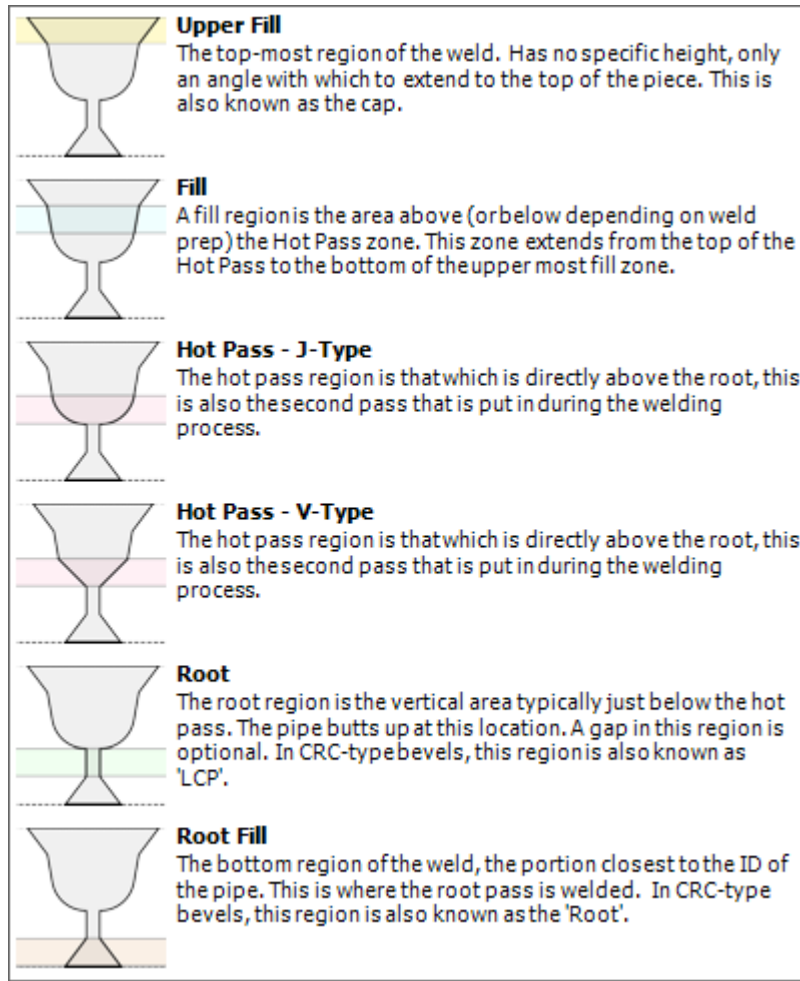 Upper Fill
The top-most region of the weld. Has no specific height, only
an angle with which to extend to the top of the piece. This is
also known as the cap.
Fill
A fill region is the area above (or below depending on weld
prep) the Hot Pass zone. This zone extends from the top of the
Hot Pass to the bottom of the upper most fill zone.
Hot Pass - J-Type
The hot pass region is that which is directly above the root, this
is also the second pass that is put in during the welding
process.
Hot Pass - V-Type
The hot pass region is that which is directly above the root, this
is also the second pass that is put in during the welding
process.
Root
The root region is the vertical area typically just below the hot
pass. The pipe butts up at this location. A gap in this region is
optional. In CRC-type bevels, this region is also known as
'LCP'.
Root Fill
The bottom region of the weld, the portion closest to the ID of
the pipe. This is where the root pass is welded.  In CRC-type
bevels, this region is also known as the 'Root'.